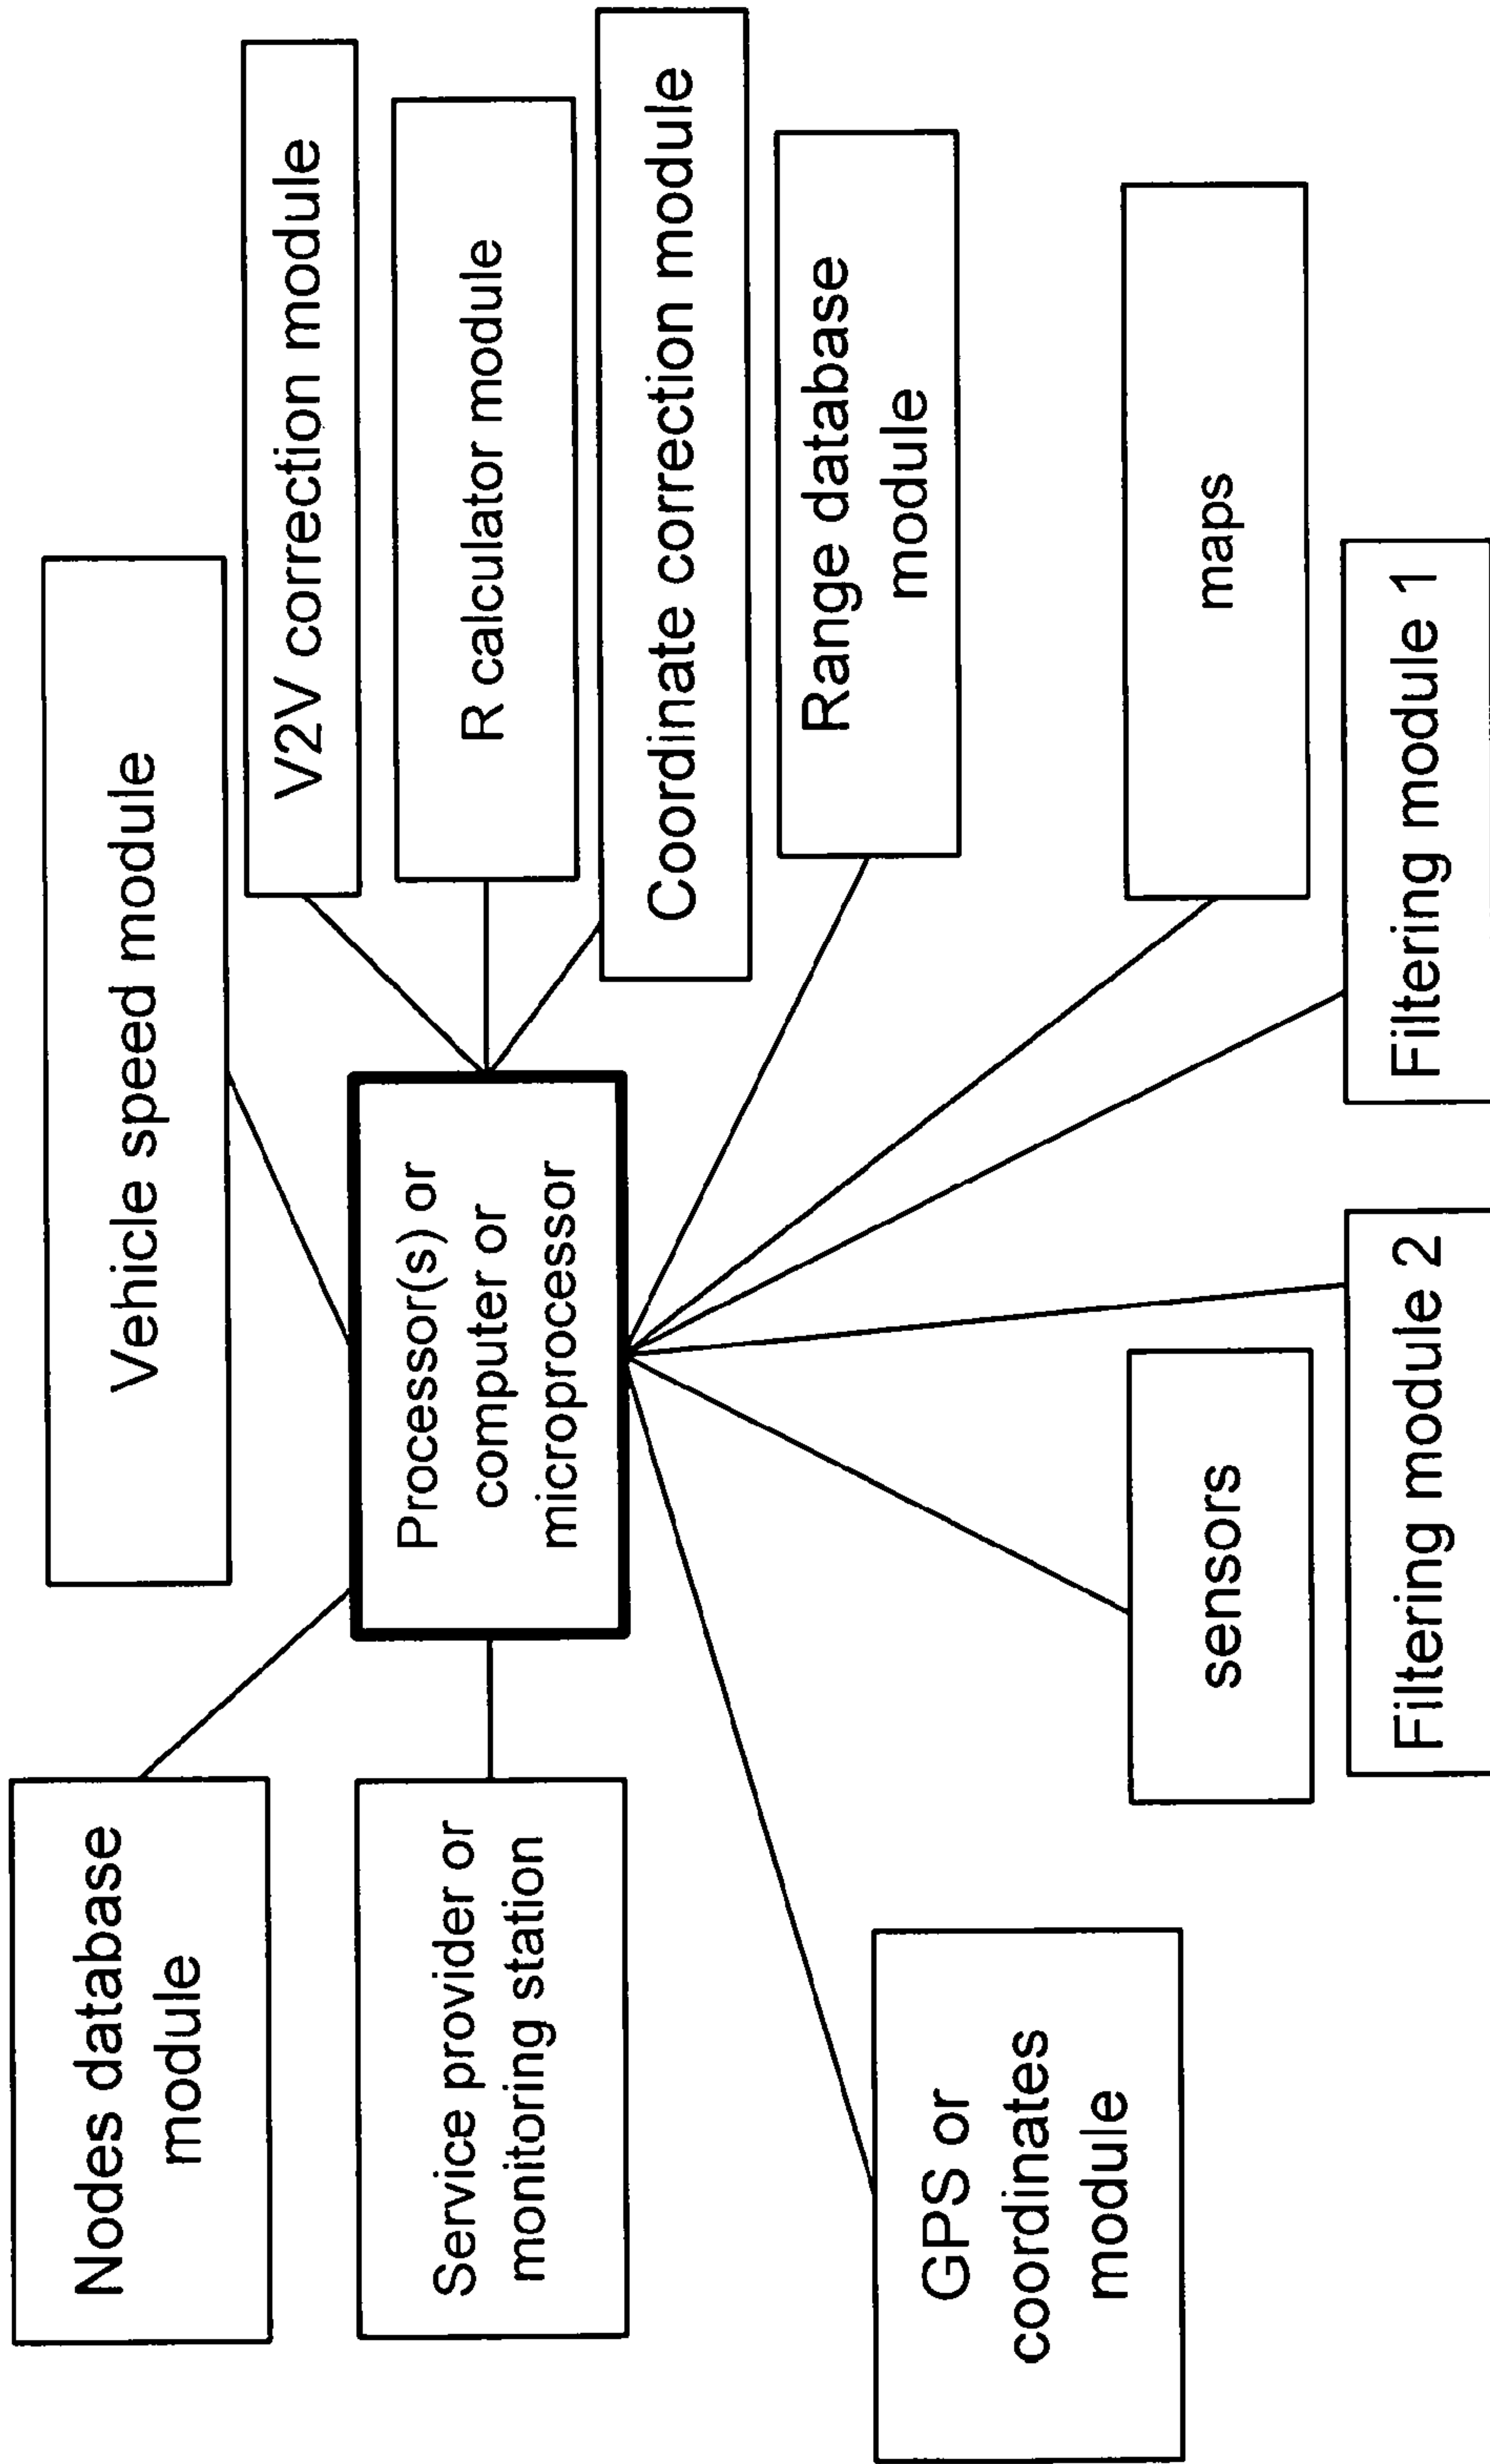 Nodes database
module
Vehicle speed module
V2V correction module
Service provider or
monitoring station
Processor(s) or
computer or
microprocessor
R calculator module
Coordinate correction module
Range database
module
GPS or
coordinates
module
sensors
maps
Filtering module 2
Filtering module 1